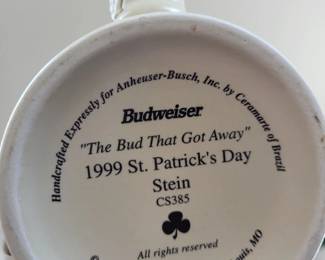 Handcrafted Expressly for Anheuser-Busch, Inc. by Ceramarte of Brazil
Budweiser
"The Bud That Got Away"
1999 St. Patrick's Day
Stein
CS385
All rights reserved
©
MO